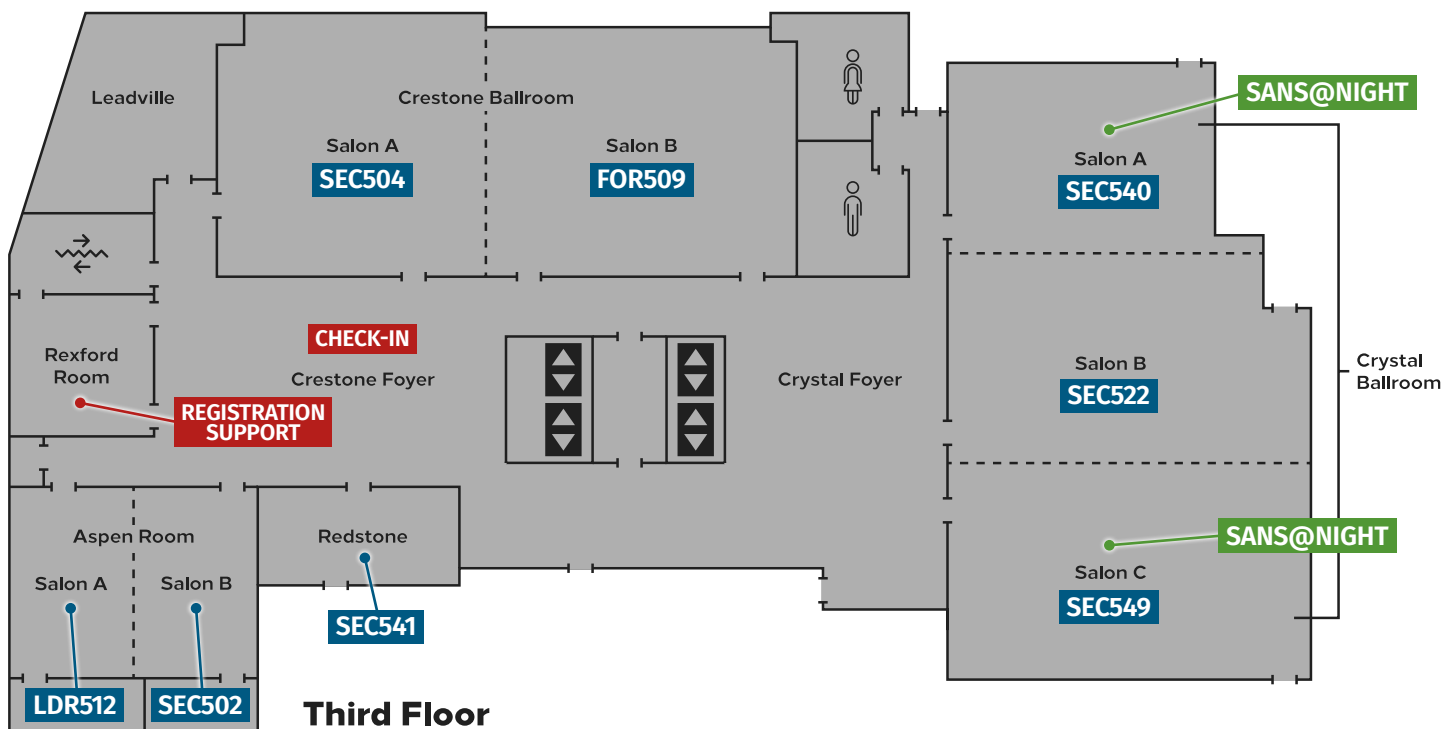 Leadville
Crestone Ballroom
Salon A
SEC504
Salon B
FOR509
SANS@NIGHT
Salon A
SEC540
CHECK-IN
Crestone Foyer
Rexford
Room
REGISTRATION
SUPPORT
Crystal Foyer
Salon B
SEC522
Crystal
Ballroom
Aspen Room
Salon A
Salon B
LDR512
SEC502
Redstone
SEC541
SANS@NIGHT
Salon C
SEC549
Third Floor